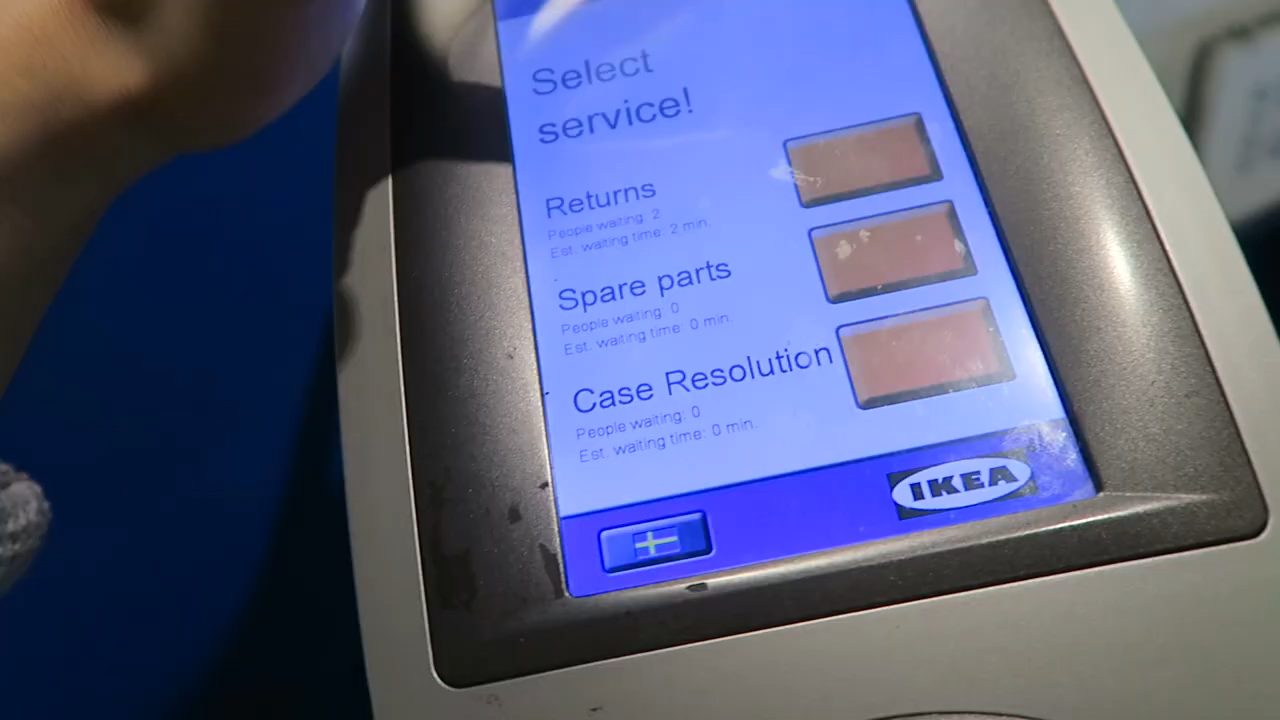 Select
service!
Returns
People waiting: 2
Est. waiting time: 2 min.
Spare parts
People waiting: 0
Est. waiting time: 0 min.
Case Resolution
People waiting: 0
Est. waiting time: 0 min.
IKEA